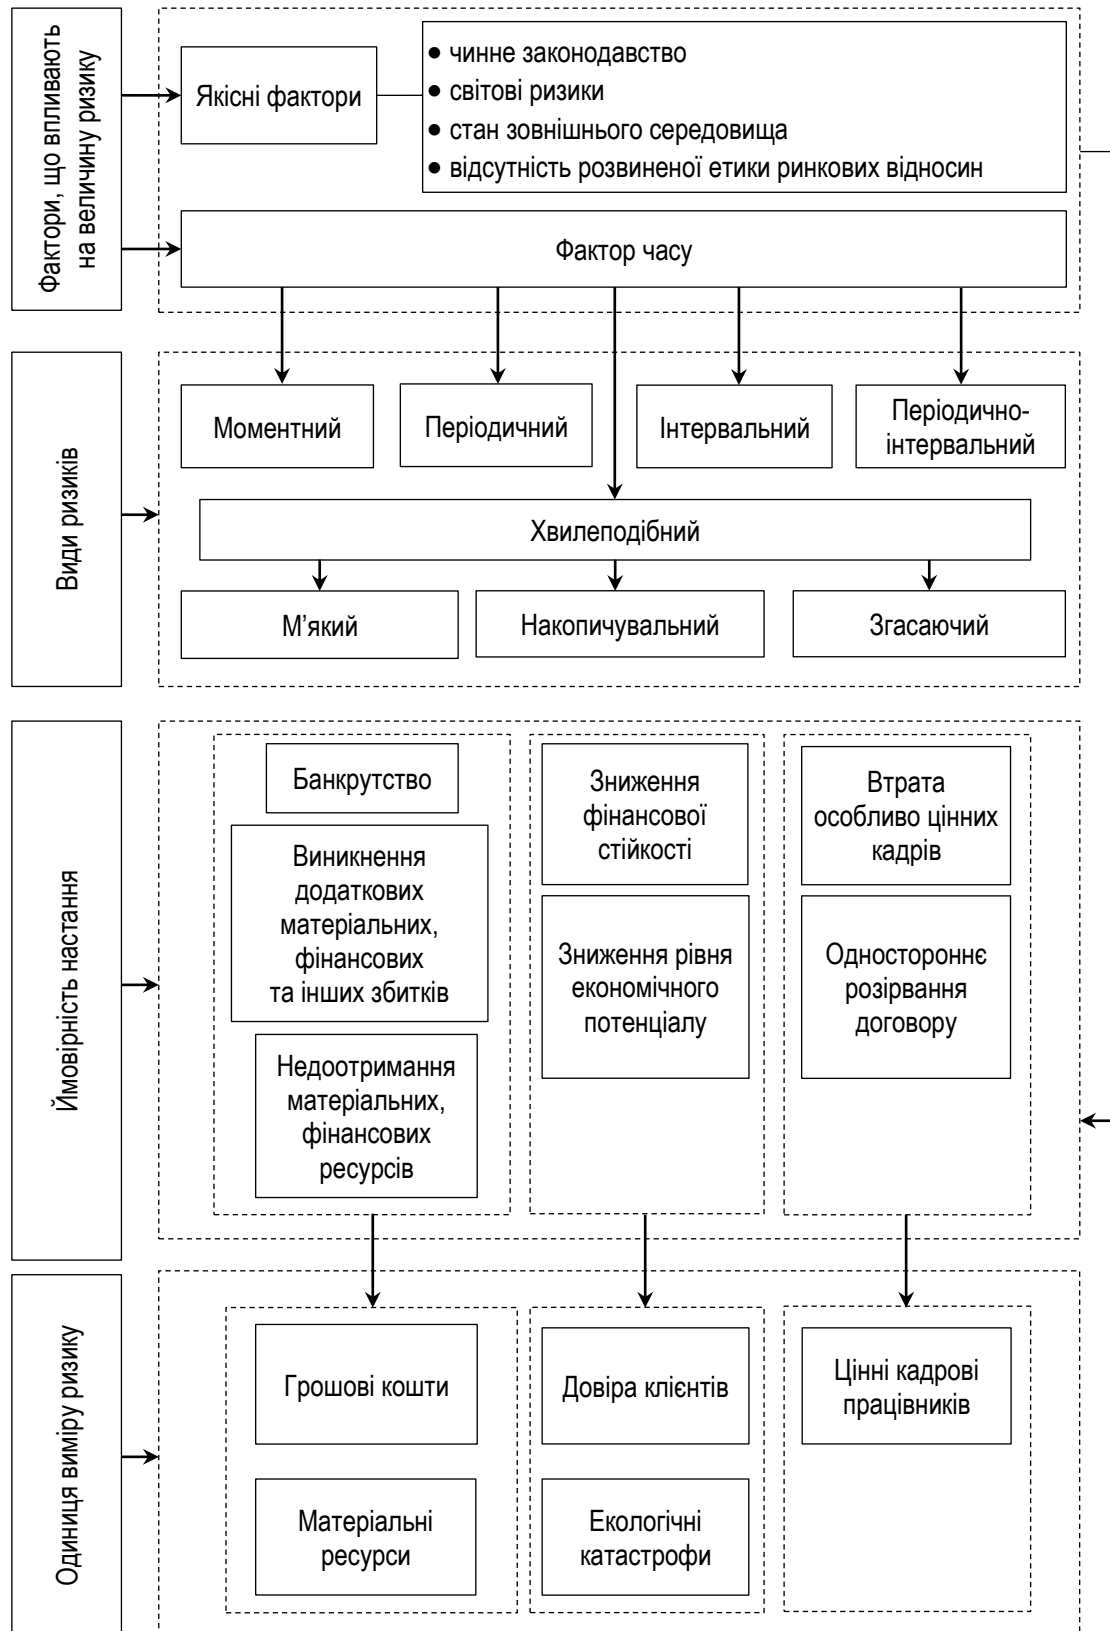 Фактори, що впливають
на величину ризику
Якісні фактори
● чинне законодавство
● світові ризики
● стан зовнішнього середовища
● відсутність розвиненої етики ринкових відносин
Фактор часу
Види ризиків
Моментний
Періодичний
Інтервальний
Періодично-
інтервальний
Хвилеподібний
М’який
Накопичувальний
Згасаючий
Ймовірність настання
Банкрутство
Виникнення
додаткових
матеріальних,
фінансових
та інших збитків
Недоотримання
матеріальних,
фінансових
ресурсів
Зниження
фінансової
стійкості
Зниження рівня
економічного
потенціалу
Втрата
особливо цінних
кадрів
Одностороннє
розірвання
договору
Одиниця виміру ризику
Грошові кошти
Матеріальні
ресурси
Довіра клієнтів
Екологічні
катастрофи
Цінні кадрові
працівників